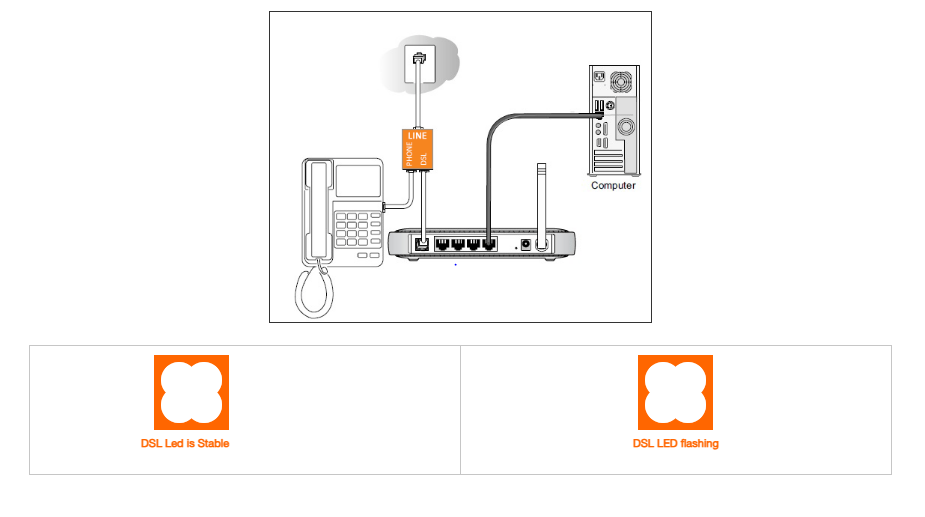 LINE
PHONE
DSL
Computer
DSL Led is Stable
DSL LED flashing